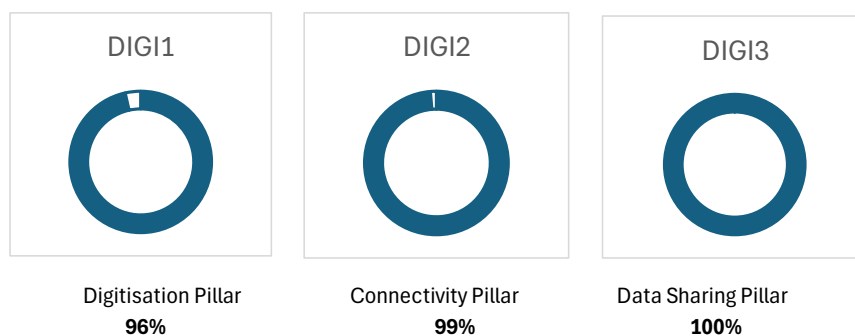 DIGI1
DIGI2
DIGI3
Digitisation Pillar
96%
Connectivity Pillar
99%
Data Sharing Pillar
100%